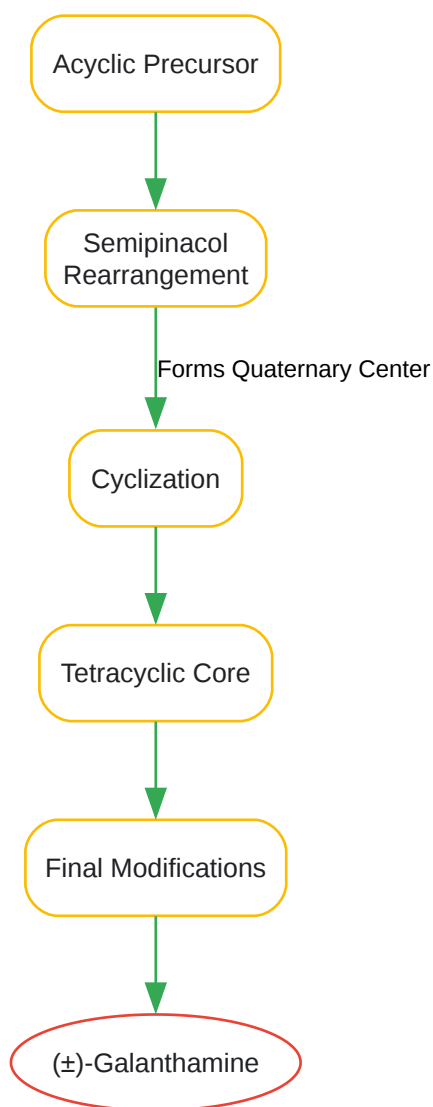 Acyclic Precursor
Semipinacol
Rearrangement
Forms Quaternary Center
Cyclization
Tetracyclic Core
Final Modifications
(±)-Galanthamine